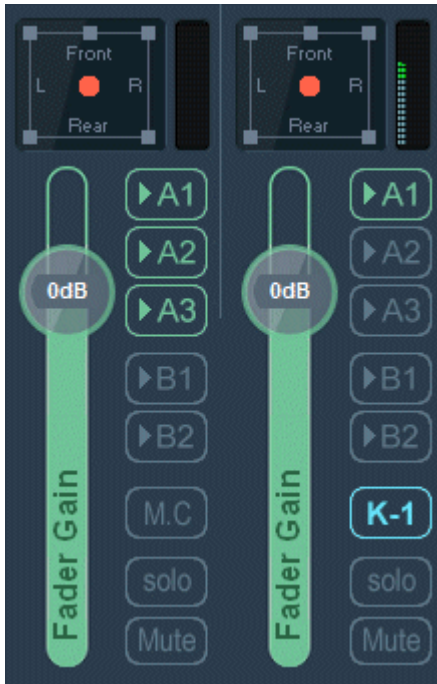 Front
L R
Rear
A1
A2
0dB
A3
B1
B2
Fader Gain
M.C
solo
Mute
Front
L R
Rear
A1
A2
0dB
A3
B1
B2
Fader Gain
K-1
solo
Mute